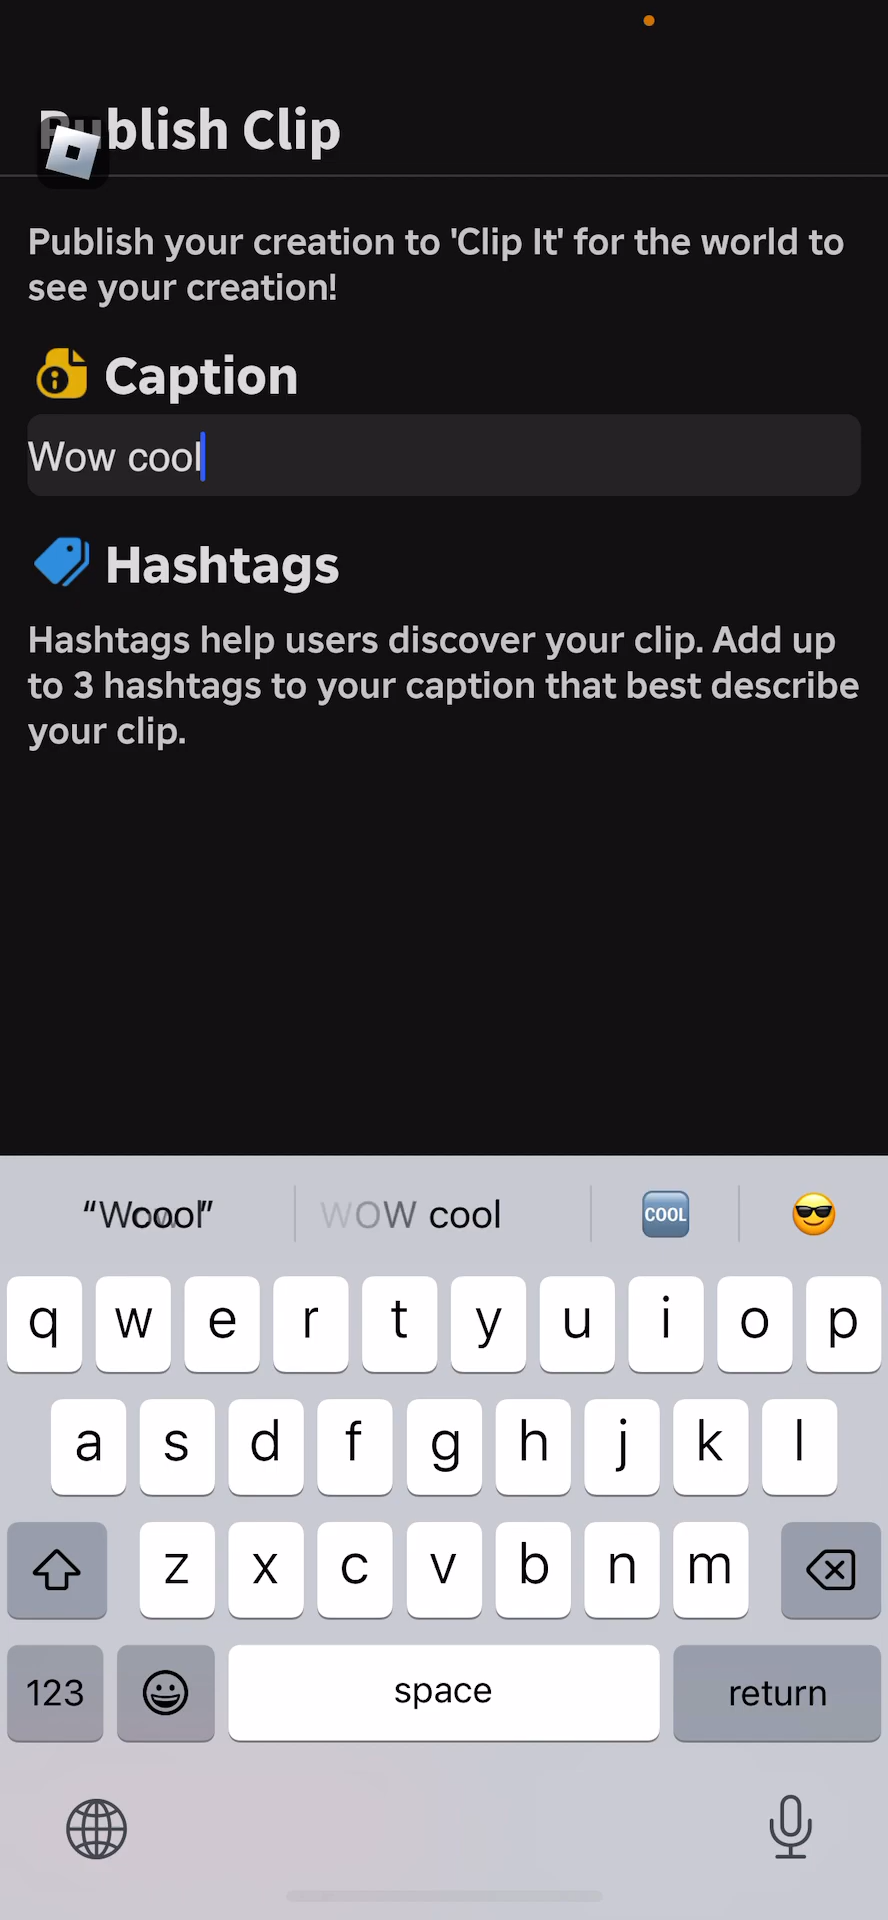 Publish Clip
Publish your creation to 'Clip It' for the world to
see your creation!
Caption
Wow cool
Hashtags
Hashtags help users discover your clip. Add up
to 3 hashtags to your caption that best describe
your clip.
WOW cool COOL
q w e r t y u i o p
a s d f g h j k l
z x c v b n m
123 space return